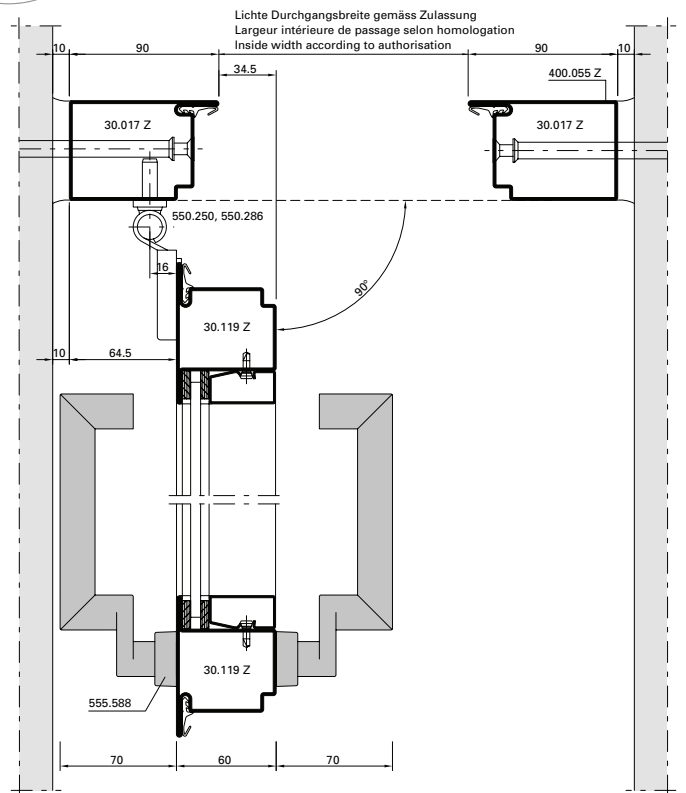 Lichte Durchgangsbreite gemäss Zulassung
Largeur intérieure de passage selon homologation
Inside width according to authorisation
10 90 90 10
34.5 400.055 Z
30.017 Z 30.017 Z
550.250, 550.286
16 90°
30.119 Z
10 64.5
30.119 Z
555.588
70 60 70